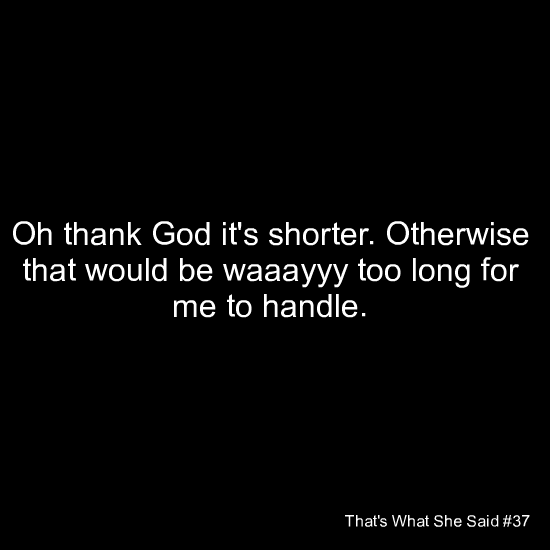 Oh thank God it's shorter. Otherwise
that would be waaayyy too long for
me to handle.
That's What She Said #37